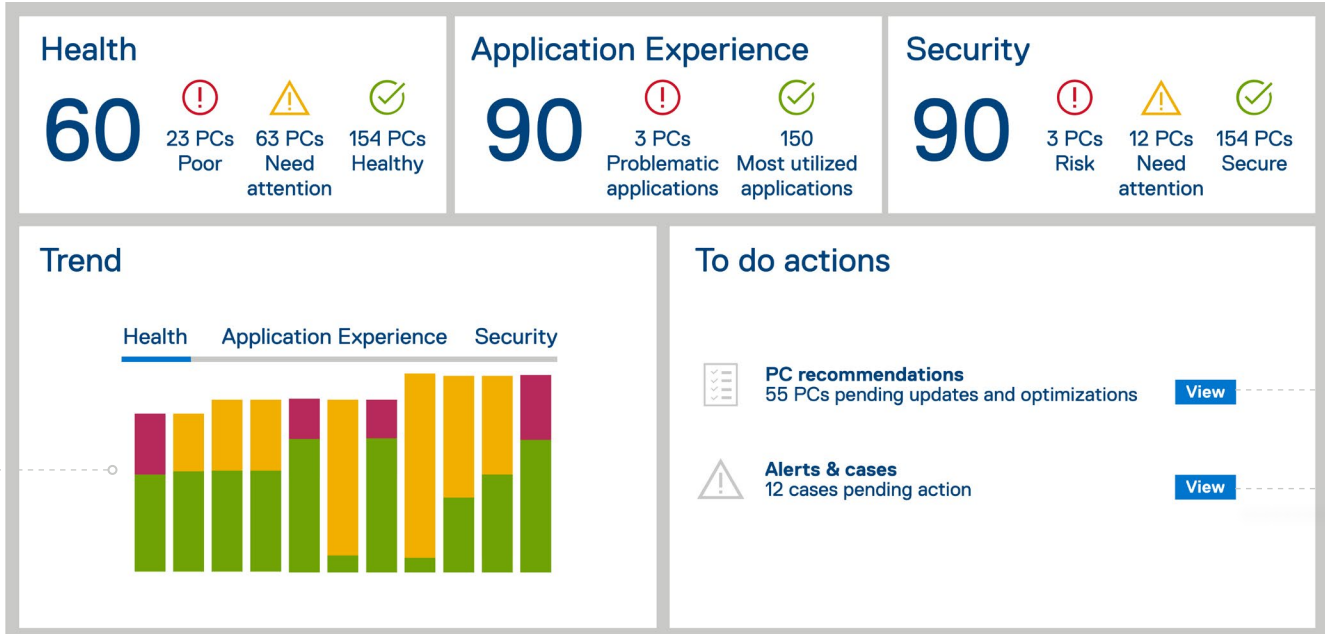 Health
60
23 PCs
Poor
63 PCs
Need
attention
154 PCs
Healthy
Application Experience
90
3 PCs
Problematic
applications
150
Most utilized
applications
Security
90
3 PCs
Risk
12 PCs
Need
attention
154 PCs
Secure
Trend
Health Application Experience Security
To do actions
PC recommendations
55 PCs pending updates and optimizations
View
Alerts & cases
12 cases pending action
View